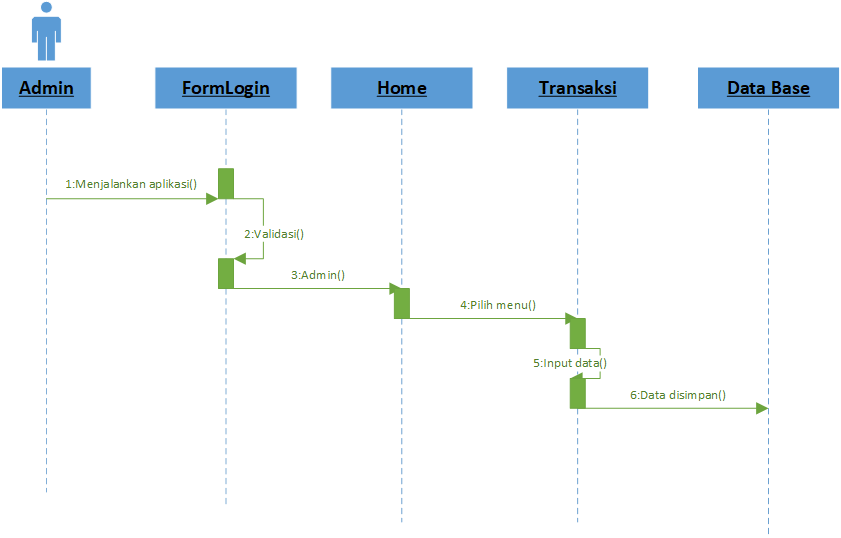 Admin
FormLogin
Home
Transaksi
Data Base
1:Menjalankan aplikasi()
2:Validasi()
3:Admin()
4:Pilih menu()
5:Input data()
6:Data disimpan()